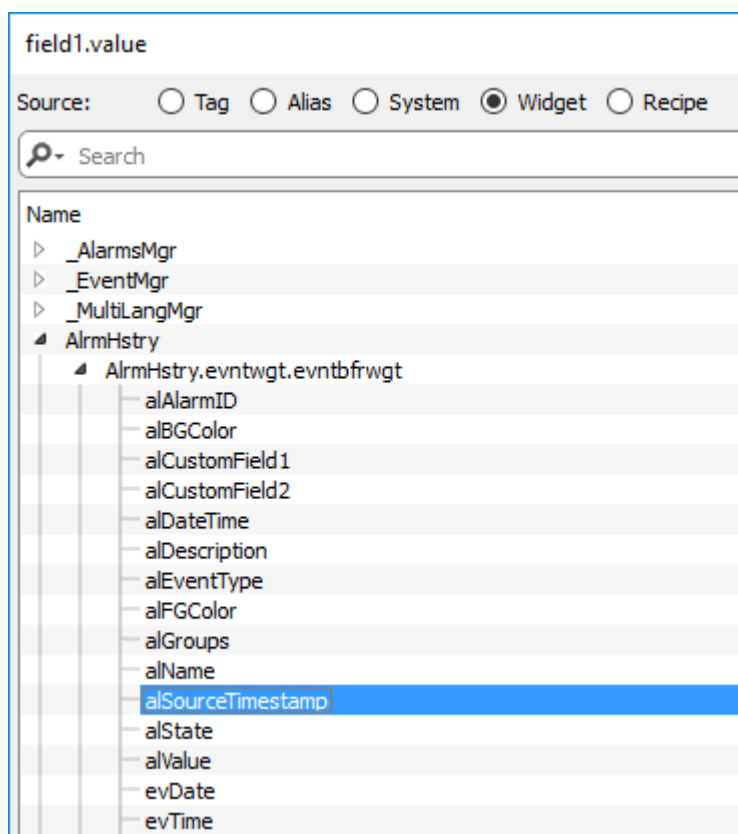 field1.value
Source: Tag Alias System Widget Recipe
Search
Name
_AlarmsMgr
_EventMgr
_MultiLangMgr
AlrmHstry
AlrmHstry.evntwgt.evntbfrwgt
alAlarmID
alBGColor
alCustomField1
alCustomField2
alDateTime
alDescription
alEventType
alFGColor
alGroups
alName
alSourceTimestamp
alState
alValue
evDate
evTime